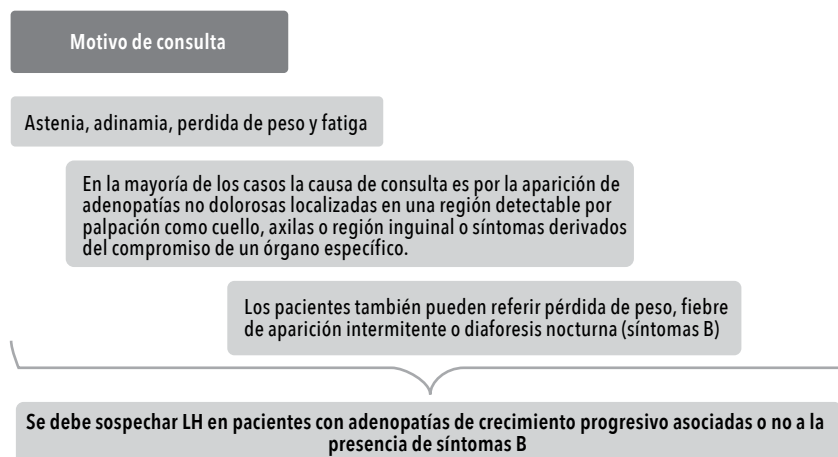 Motivo de consulta
Astenia, adinamia, perdida de peso y fatiga
En la mayoría de los casos la causa de consulta es por la aparición de
adenopatías no dolorosas localizadas en una región detectable por
palpación como cuello, axilas o región inguinal o síntomas derivados
del compromiso de un órgano específico.
Los pacientes también pueden referir pérdida de peso, fiebre
de aparición intermitente o diaforesis nocturna (síntomas B)
Se debe sospechar LH en pacientes con adenopatías de crecimiento progresivo asociadas o no a la
presencia de síntomas B